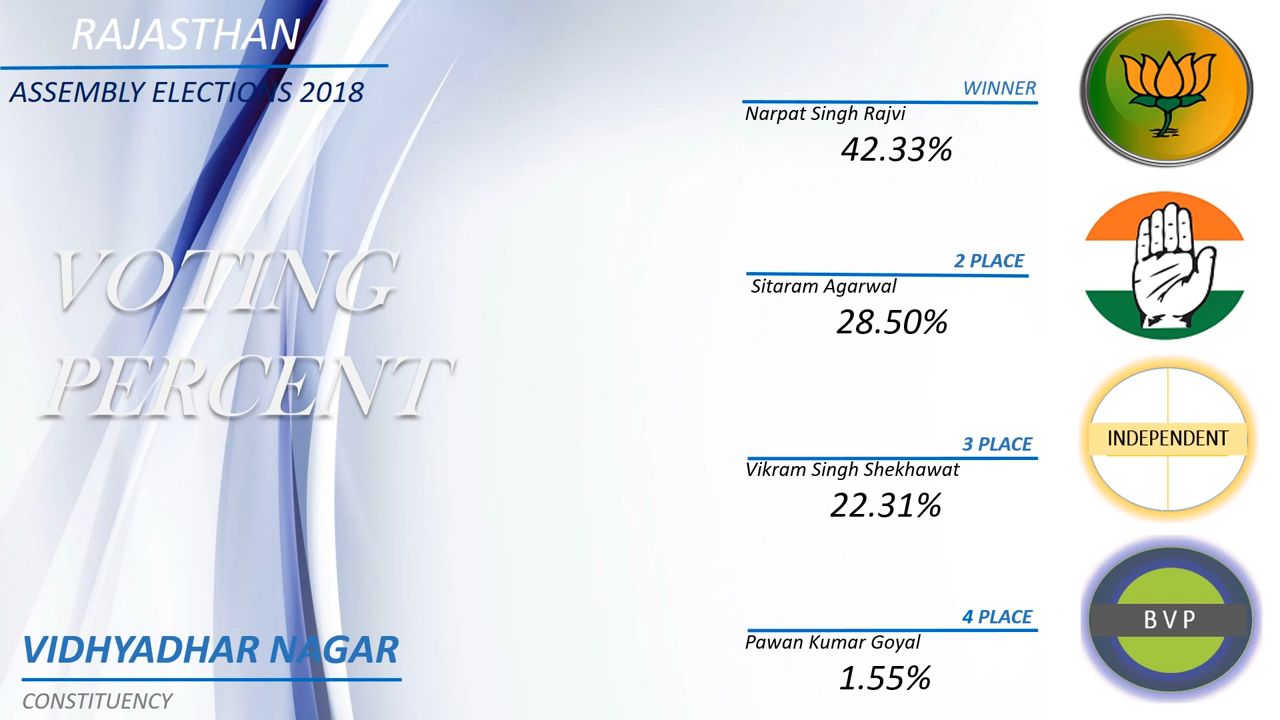 RAJASTHAN
ASSEMBLY ELECTIONS 2018
VOTING
PERCENT
VIDHYADHAR NAGAR
CONSTITUENCY
WINNER
Narpat Singh Rajvi
42.33%
2 PLACE
Sitaram Agarwal
28.50%
3 PLACE
Vikram Singh Shekhawat
22.31%
INDEPENDENT
4 PLACE
Pawan Kumar Goyal
1.55%
BVP